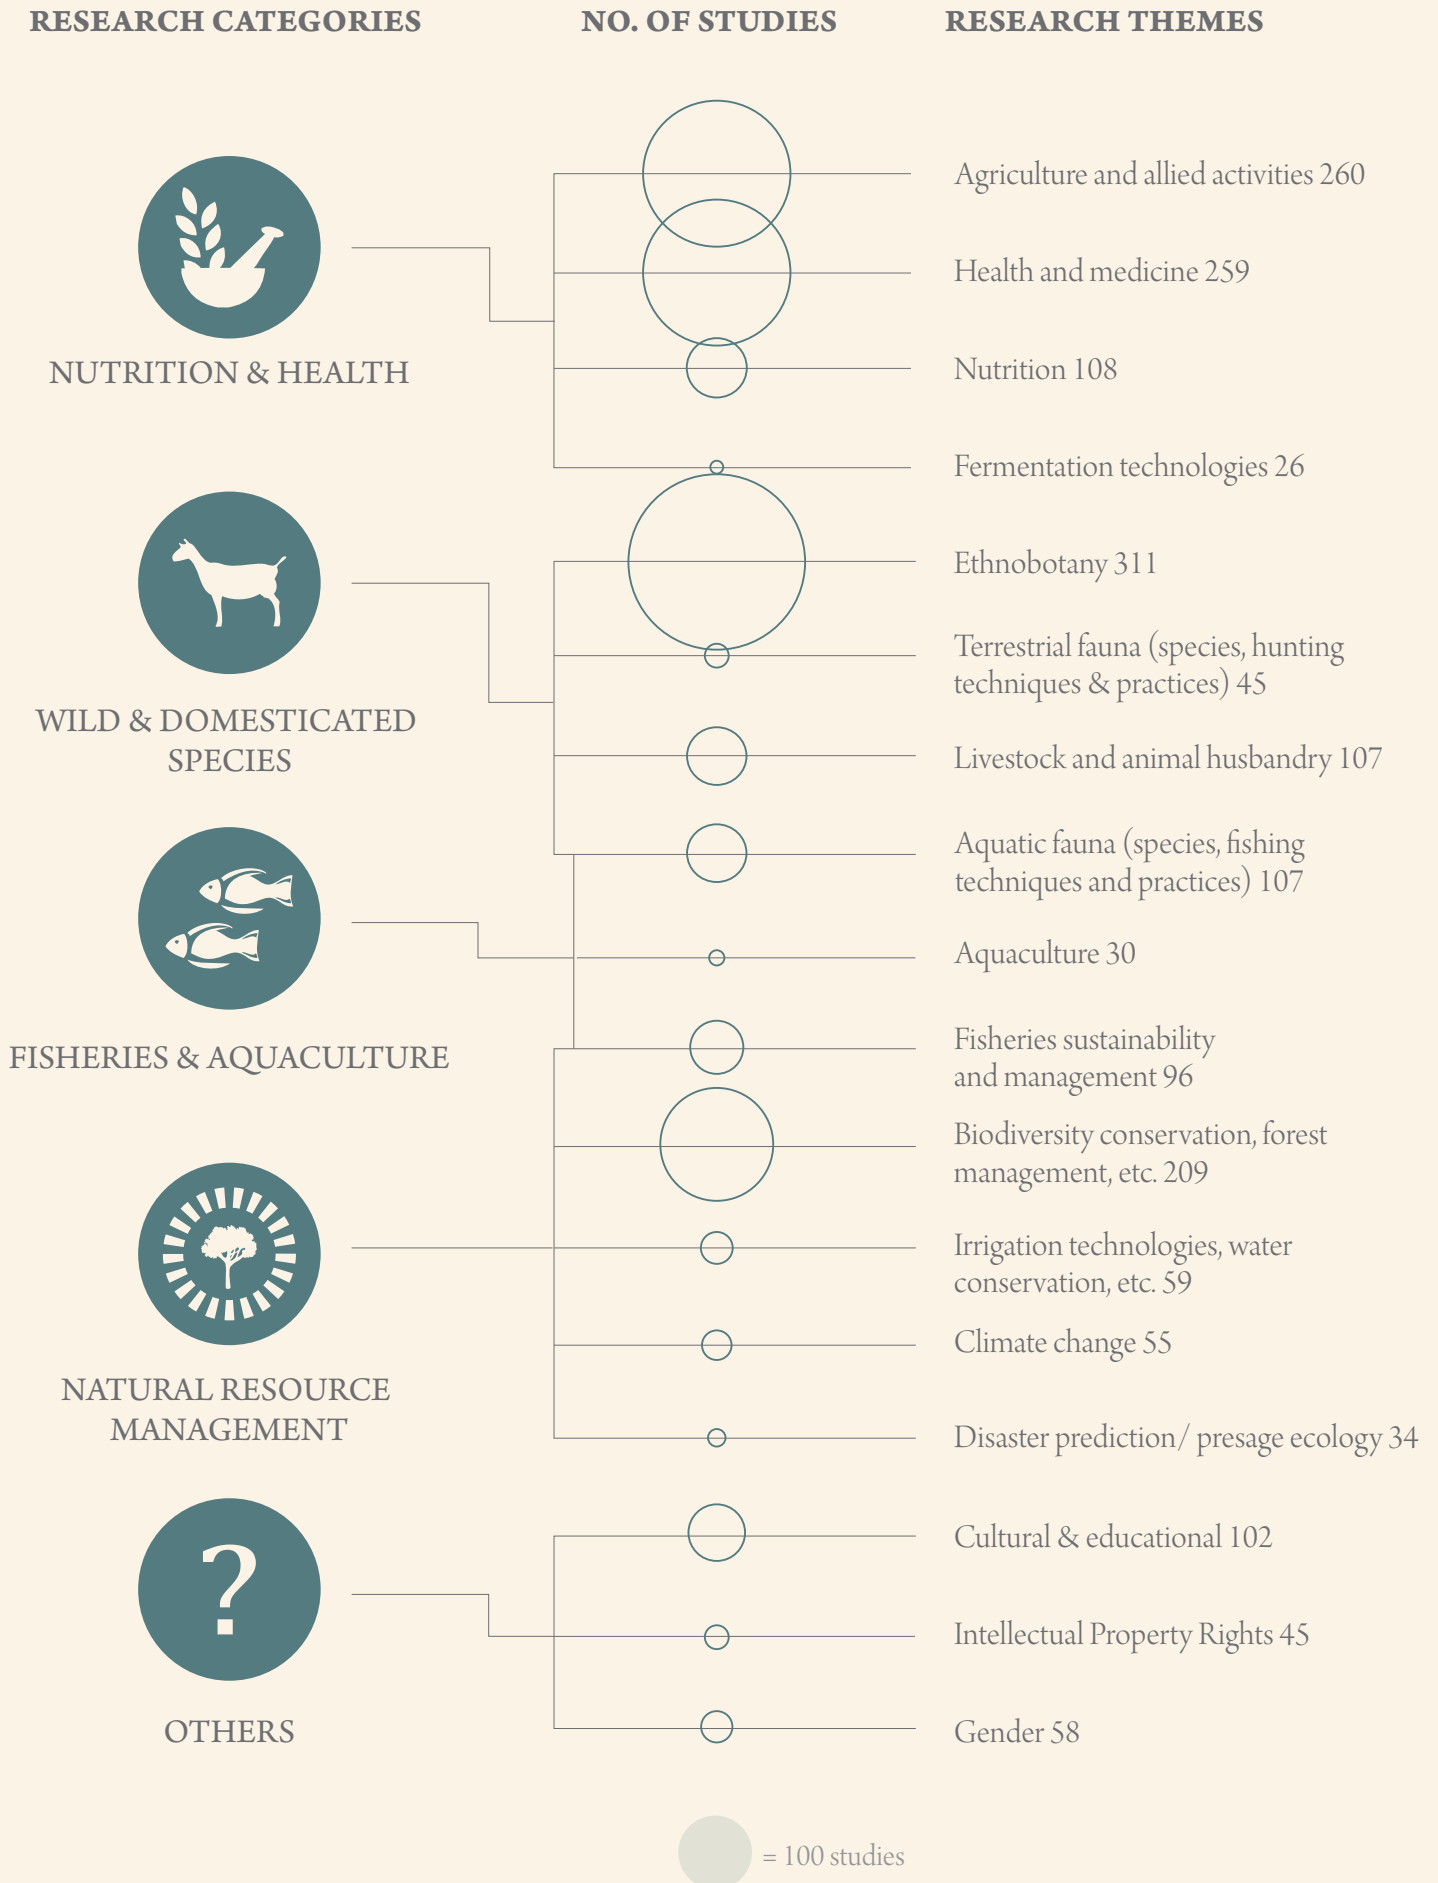 RESEARCH CATEGORIES
NO. OF STUDIES
RESEARCH THEMES
NUTRITION & HEALTH
Agriculture and allied activities 260
Health and medicine 259
Nutrition 108
Fermentation technologies 26
WILD & DOMESTICATED
SPECIES
Ethnobotany 311
Terrestrial fauna (species, hunting
techniques & practices) 45
Livestock and animal husbandry 107
Aquatic fauna (species, fishing
techniques and practices) 107
FISHERIES & AQUACULTURE
Aquaculture 30
Fisheries sustainability
and management 96
NATURAL RESOURCE
MANAGEMENT
Biodiversity conservation, forest
management, etc. 209
Irrigation technologies, water
conservation, etc. 59
Climate change 55
Disaster prediction/ presage ecology 34
?
OTHERS
Cultural & educational 102
Intellectual Property Rights 45
Gender 58
= 100 studies